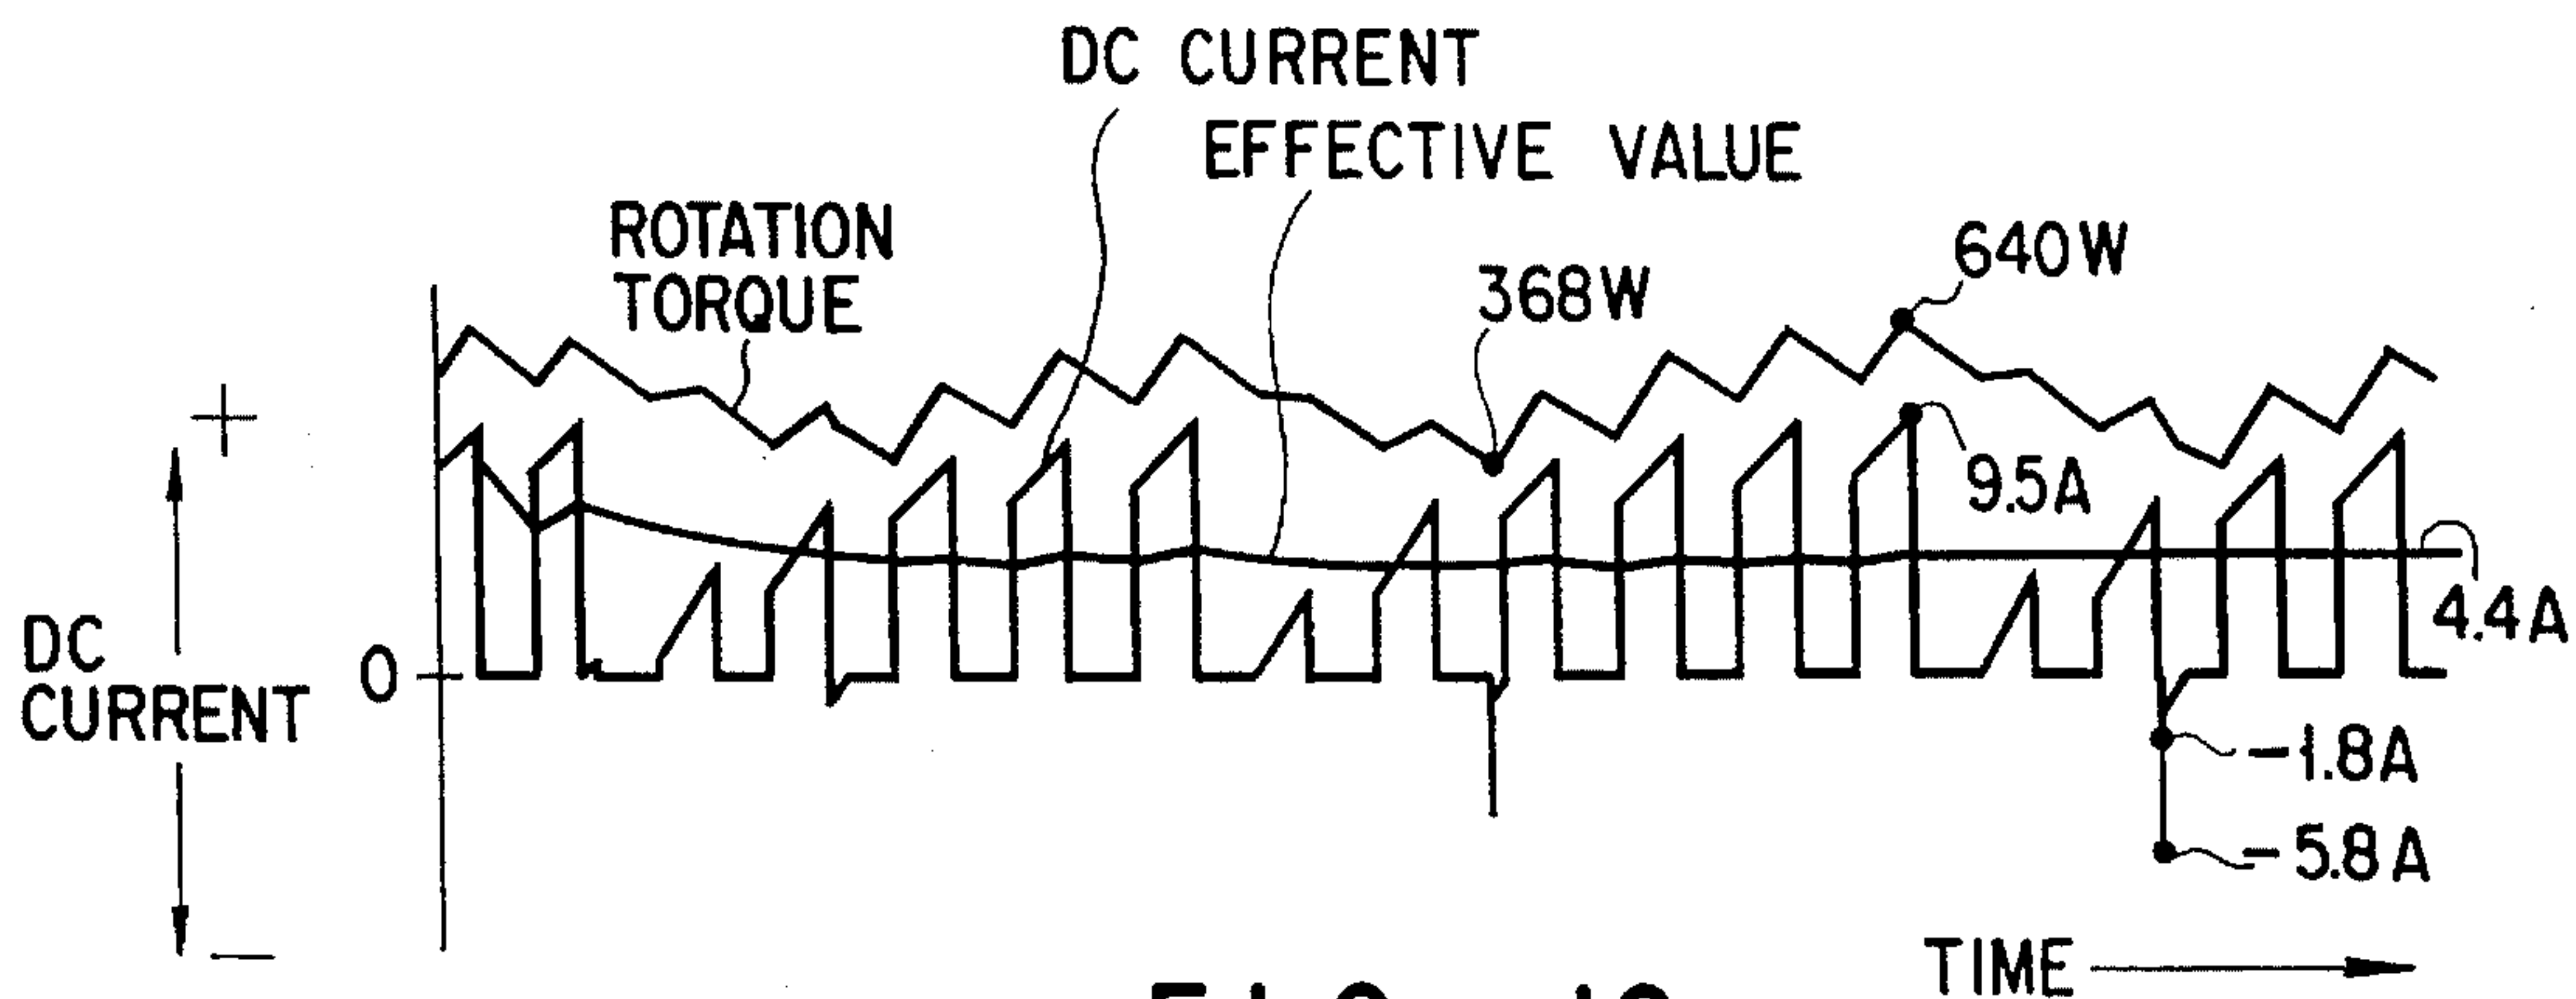 DC CURRENT
EFFECTIVE VALUE
ROTATION
TORQUE
368W
640W
+
9.5A
DC
CURRENT
0
4.4A
-1.8A
-5.8A
—
TIME